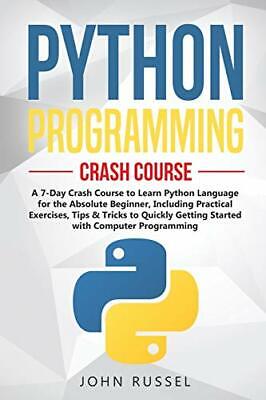 PYTHON
PROGRAMMING
CRASH COURSE
A 7-Day Crash Course to Learn Python Language
for the Absolute Beginner, Including Practical
Exercises, Tips & Tricks to Quickly Getting Started
with Computer Programming
JOHN RUSSEL